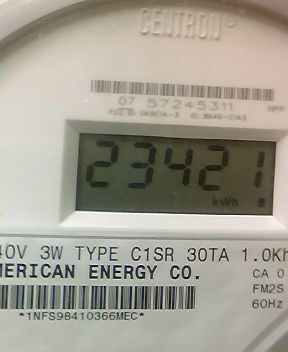 CENTRON®
07 57245311
23421
kWh
40V 3W TYPE C1SR 30TA 1.0Kh
MERICAN ENERGY CO.
CA 0
FM2S
60Hz
*1NFS98410366MEC*